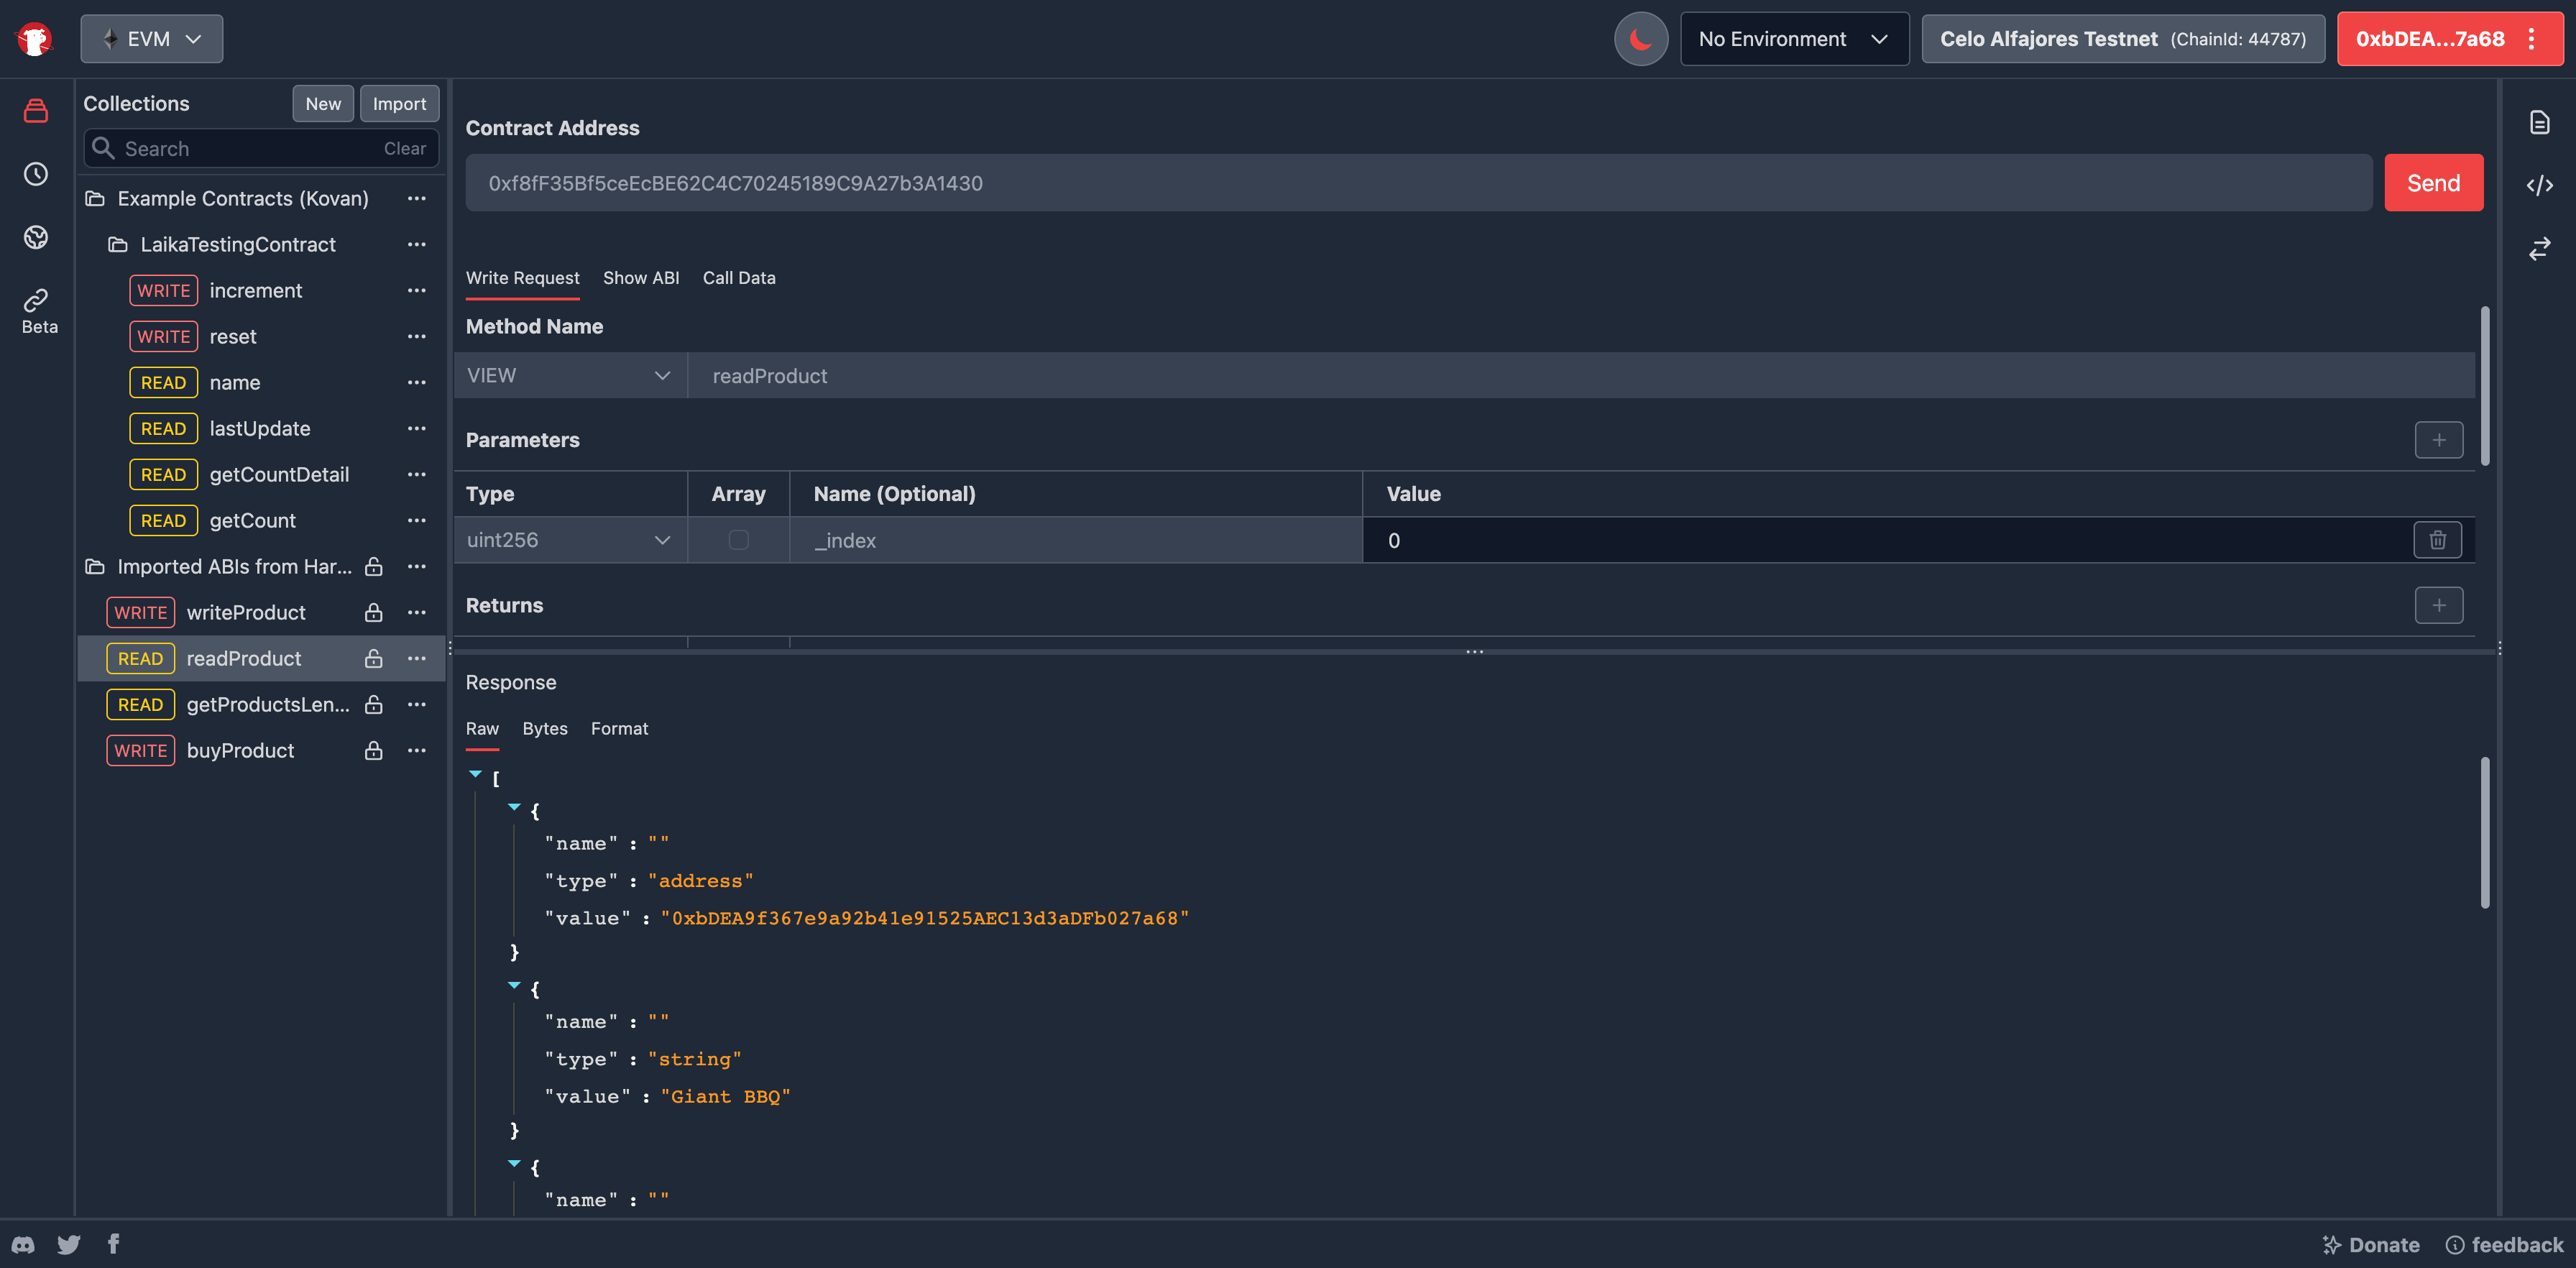 EVM
No Environment
Celo Alfajores Testnet (ChainId: 44787)
0xbDEA...7a68
Collections
New
Import
Search
Clear
Example Contracts (Kovan)
LaikaTestingContract
WRITE increment
WRITE reset
READ name
READ lastUpdate
READ getCountDetail
READ getCount
Imported ABIs from Har...
WRITE writeProduct
READ readProduct
READ getProductsLen...
WRITE buyProduct
Beta
Contract Address
0xf8fF35Bf5ceEcBE62C4C70245189C9A27b3A1430
Send
Write Request Show ABI Call Data
Method Name
VIEW readProduct
Parameters
Type Array Name (Optional) Value
uint256 _index 0
Returns
Response
Raw Bytes Format
[
{
"name" : ""
"type" : "address"
"value" : "0xbDEA9f367e9a92b41e91525AEC13d3aDFb027a68"
}
{
"name" : ""
"type" : "string"
"value" : "Giant BBQ"
}
{
"name" : ""
Donate
feedback